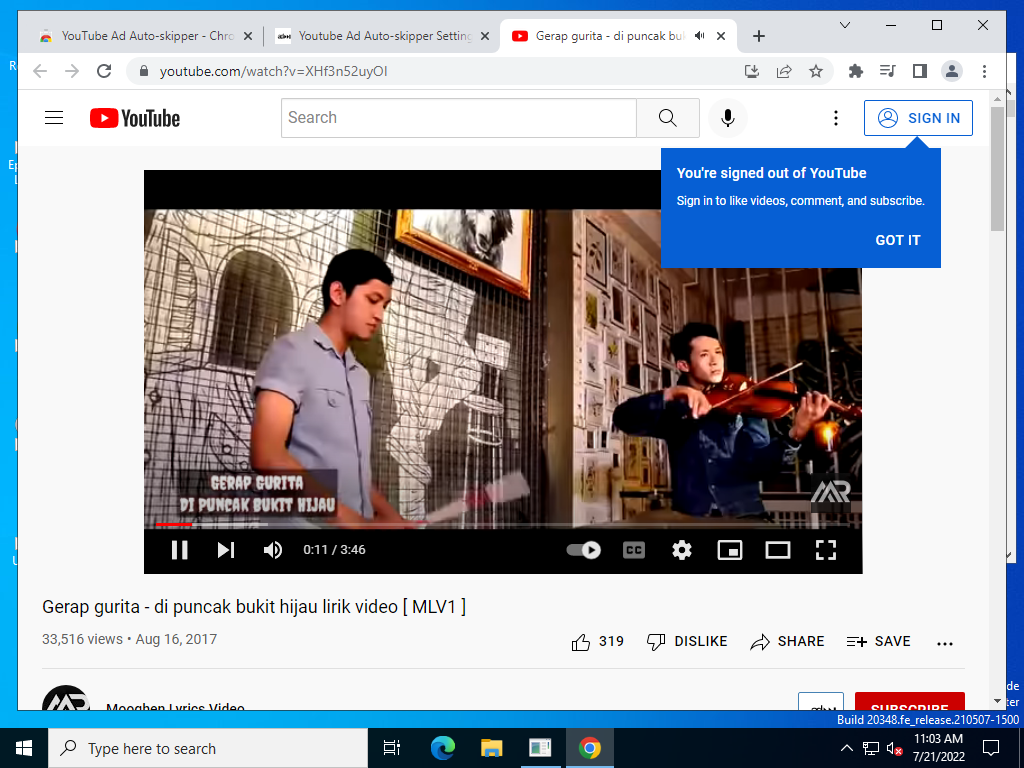 YouTube Ad Auto-skipper - Chro
Youtube Ad Auto-skipper Setting
Gerap gurita - di puncak buk
youtube.com/watch?v=XHf3n52uyOI
YouTube
Search
SIGN IN
You're signed out of YouTube
Sign in to like videos, comment, and subscribe.
GOT IT
GERAP GURITA
DI PUNCAK BUKIT HIJAU
MR
0:11 / 3:46
CC
Gerap gurita - di puncak bukit hijau lirik video [ MLV1 ]
33,516 views • Aug 16, 2017
319
DISLIKE
SHARE
SAVE
Mooghen Lyrics Video
SUBSCRIBE
Build 20348.fe_release.210507-1500
Type here to search
11:03 AM
7/21/2022